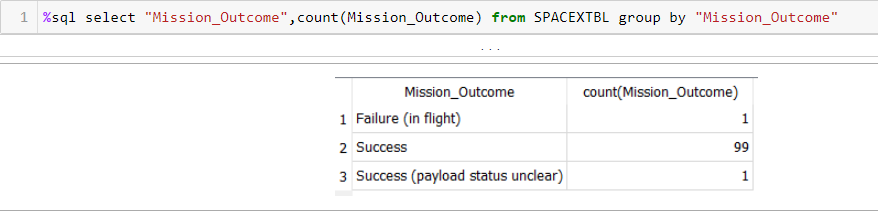 1 %sql select "Mission_Outcome",count(Mission_Outcome) from SPACEXTBL group by "Mission_Outcome"
...
Mission_Outcome count(Mission_Outcome)
1 Failure (in flight) 1
2 Success 99
3 Success (payload status unclear) 1